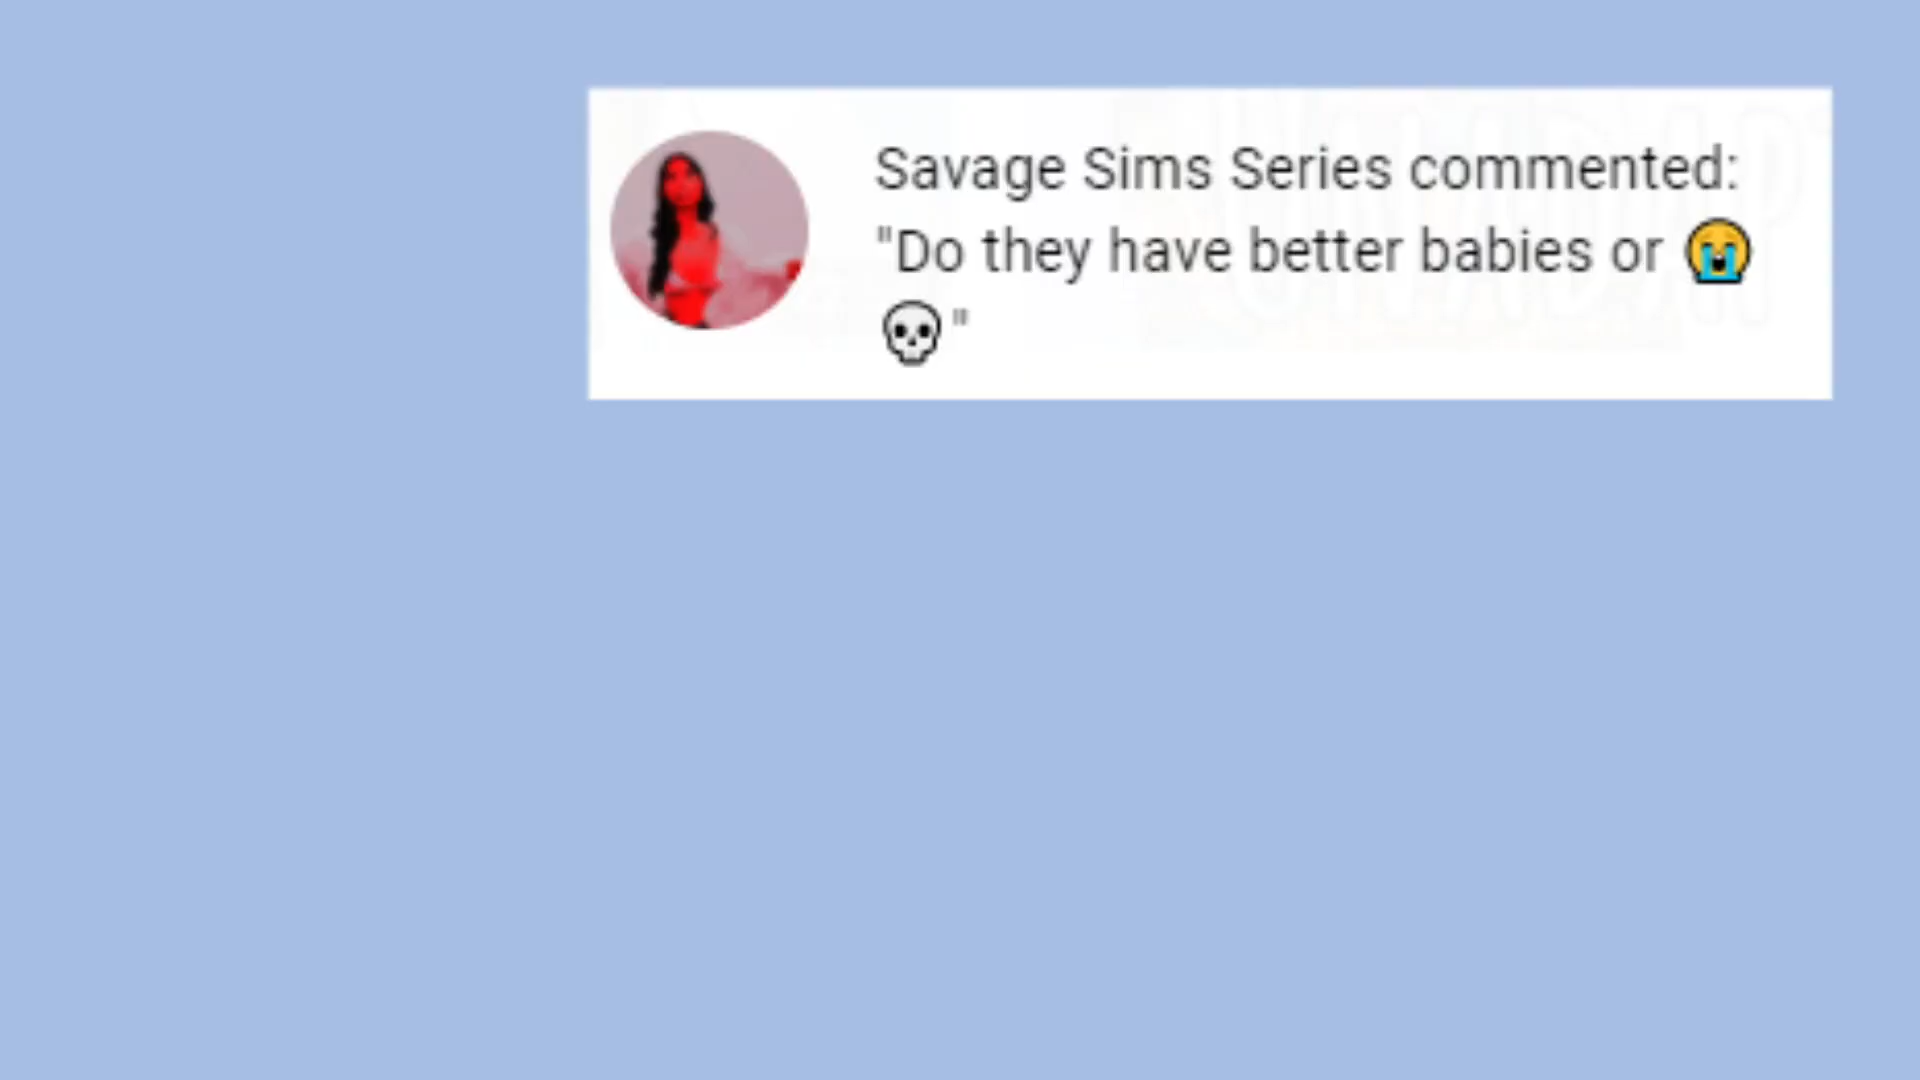 Savage Sims Series commented:
"Do they have better babies or 😭
💀"